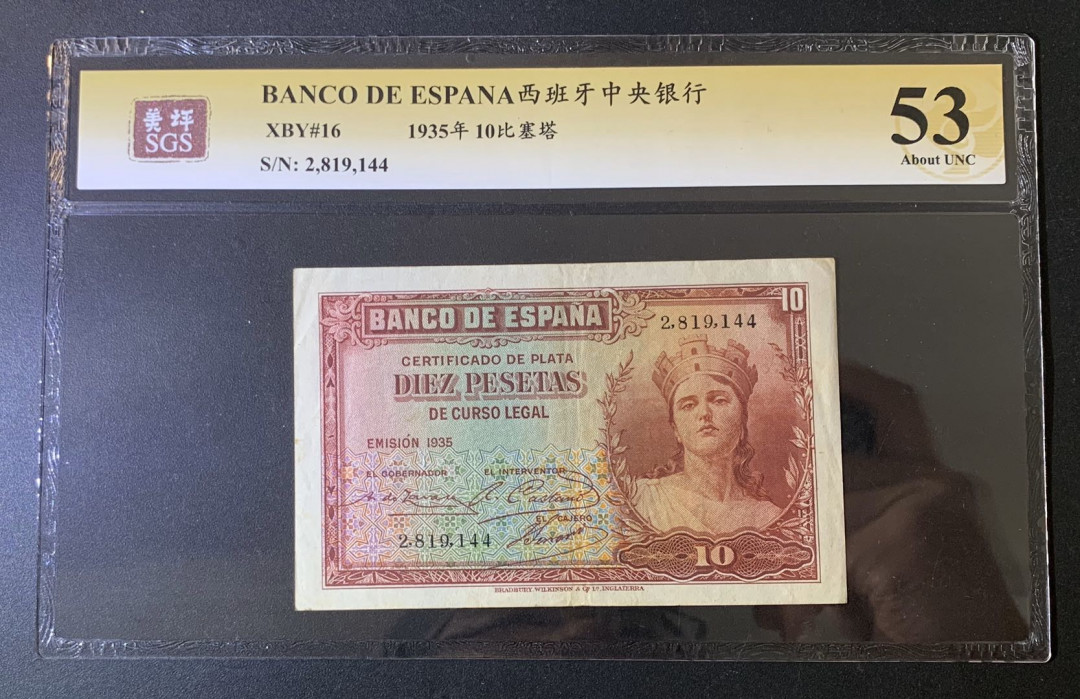 BANCO DE ESPANA西班牙中央银行
XBY#16 1935年 10比塞塔
S/N: 2,819,144
美评
SGS
53
About UNC
10
BANCO DE ESPAÑA
2,819,144
CERTIFICADO DE PLATA
DIEZ PESETAS
DE CURSO LEGAL
EMISIÓN 1935
EL GOBERNADOR
EL INTERVENTOR
EL CAJERO
2,819,144
10
BRADBURY, WILKINSON & Cº Lᵈ, INGLATERRA